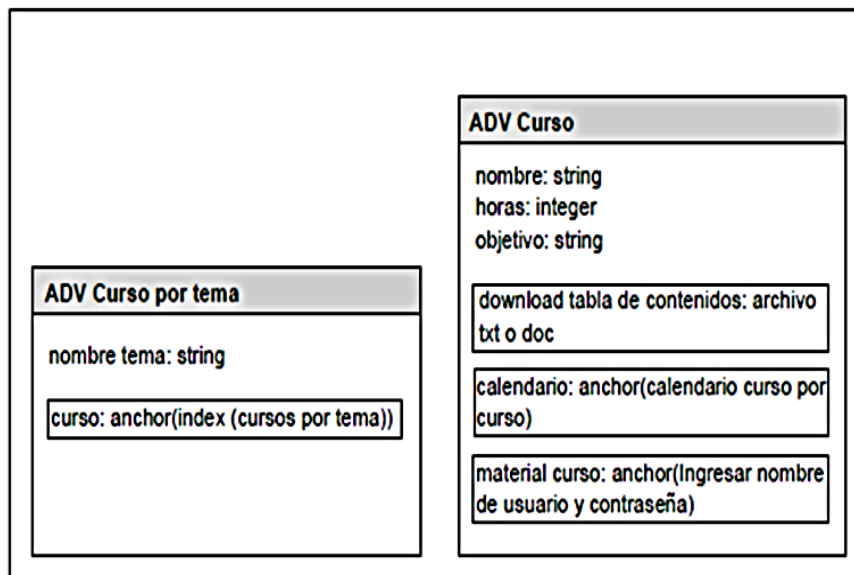 ADV Curso por tema
nombre tema: string
curso: anchor(index (cursos por tema))
ADV Curso
nombre: string
horas: integer
objetivo: string
download tabla de contenidos: archivo
txt o doc
calendario: anchor(calendario curso por
curso)
material curso: anchor(Ingresar nombre
de usuario y contraseña)